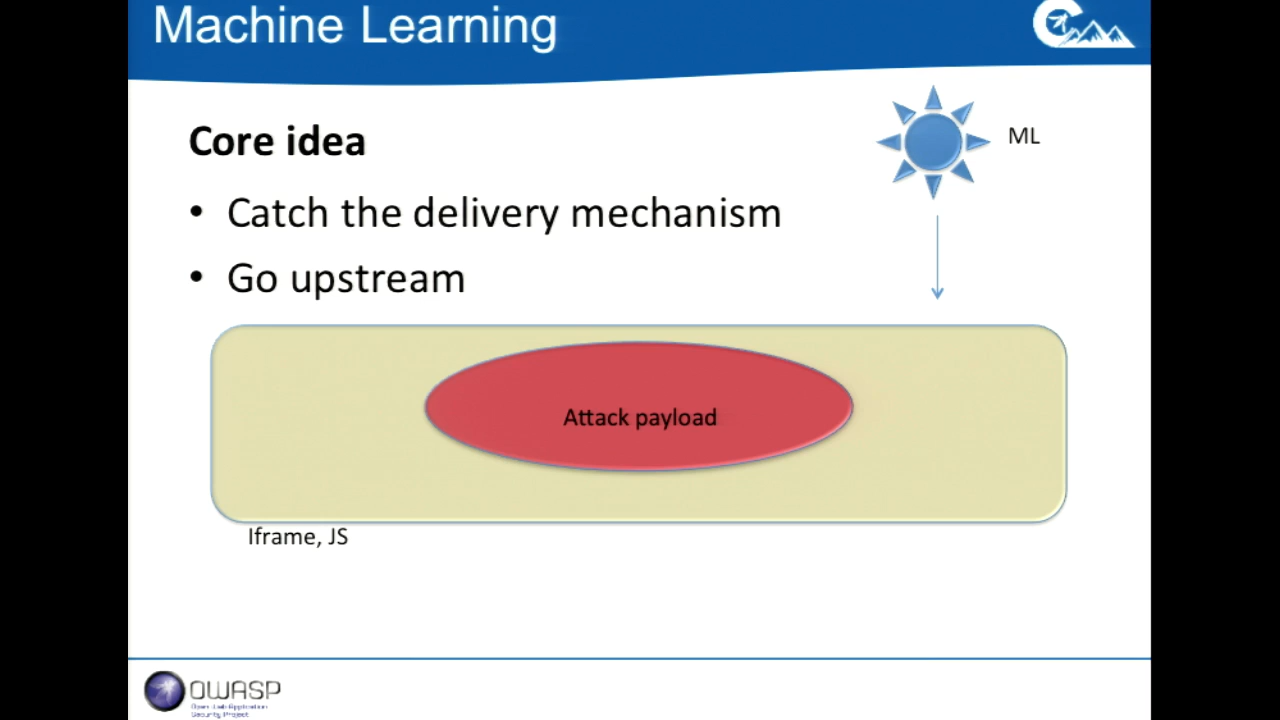 Machine Learning
Core idea
ML
• Catch the delivery mechanism
• Go upstream
Attack payload
Iframe, JS
OWASP
Open Web Application
Security Project